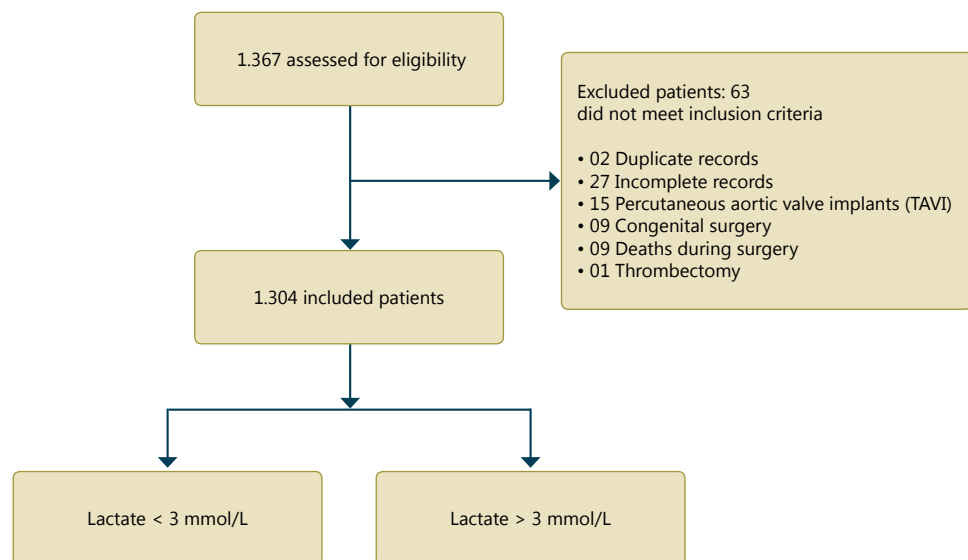 1.367 assessed for eligibility
Excluded patients: 63
did not meet inclusion criteria
• 02 Duplicate records
• 27 Incomplete records
• 15 Percutaneous aortic valve implants (TAVI)
• 09 Congenital surgery
• 09 Deaths during surgery
• 01 Thrombectomy
1.304 included patients
Lactate < 3 mmol/L
Lactate > 3 mmol/L